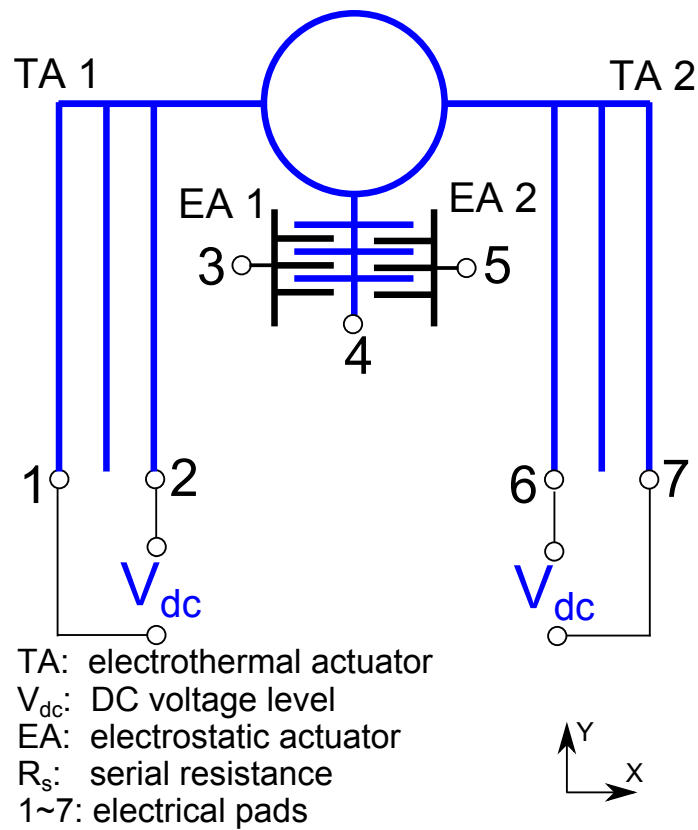 TA 1
TA 2
EA 1
EA 2
3
5
4
1
2
6
7
Vdc
Vdc
TA: electrothermal actuator
Vdc: DC voltage level
EA: electrostatic actuator
Rs: serial resistance
1~7: electrical pads
Y
X